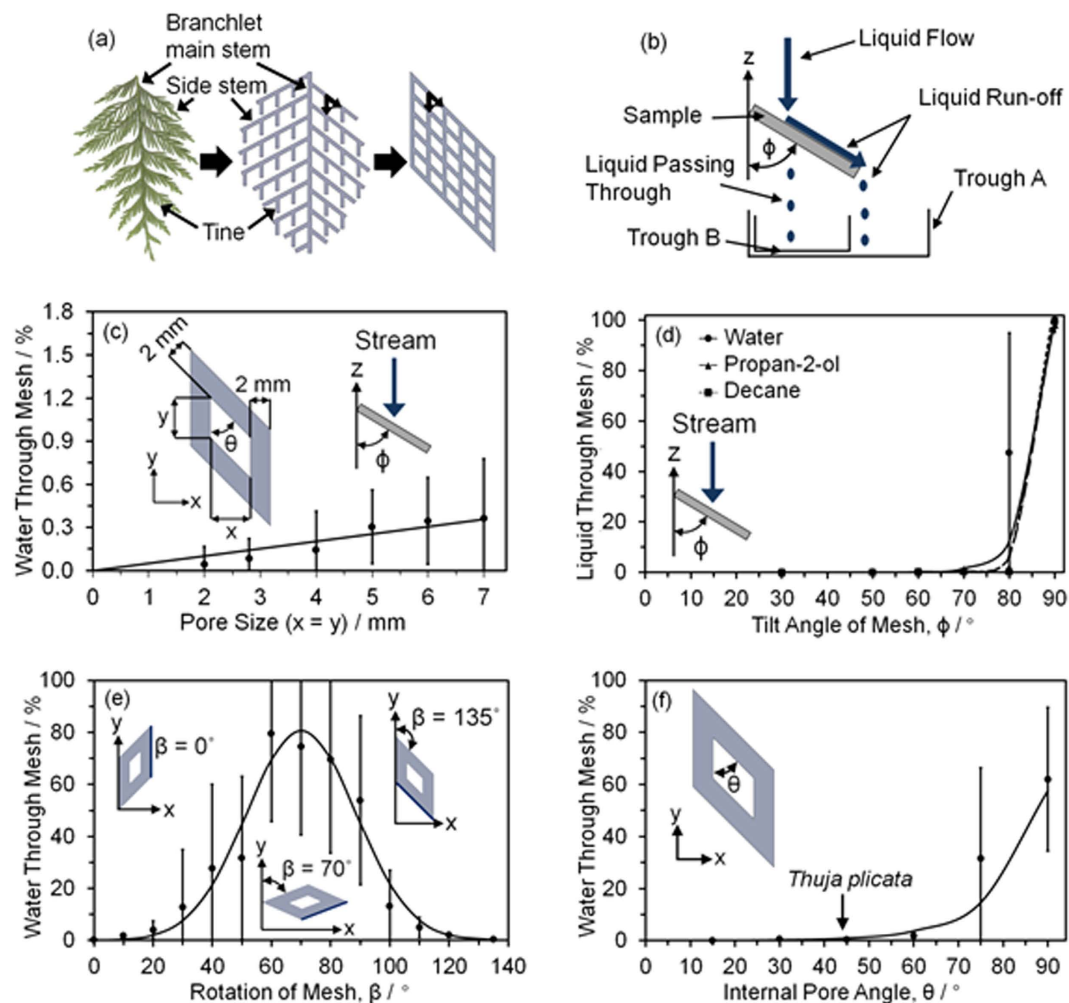 (a)
Branchlet
main stem
Side stem
Tine
(b)
Liquid Flow
z
Sample
Liquid Run-off
ϕ
Liquid Passing
Through
Trough A
Trough B
(c)
Water Through Mesh / %
1.8
1.5
1.2
0.9
0.6
0.3
0.0
2 mm
2 mm
y
θ
y
x
x
Stream
z
ϕ
0 1 2 3 4 5 6 7
Pore Size (x = y) / mm
(d)
Liquid Through Mesh / %
100
80
60
40
20
0
Water
Propan-2-ol
Decane
Stream
z
ϕ
0 10 20 30 40 50 60 70 80 90
Tilt Angle of Mesh, ϕ / °
(e)
Water Through Mesh / %
100
80
60
40
20
0
y
β = 0°
x
y
β = 70°
x
y
β = 135°
x
0 20 40 60 80 100 120 140
Rotation of Mesh, β / °
(f)
Water Through Mesh / %
100
80
60
40
20
0
θ
y
x
Thuja plicata
0 15 30 45 60 75 90
Internal Pore Angle, θ / °